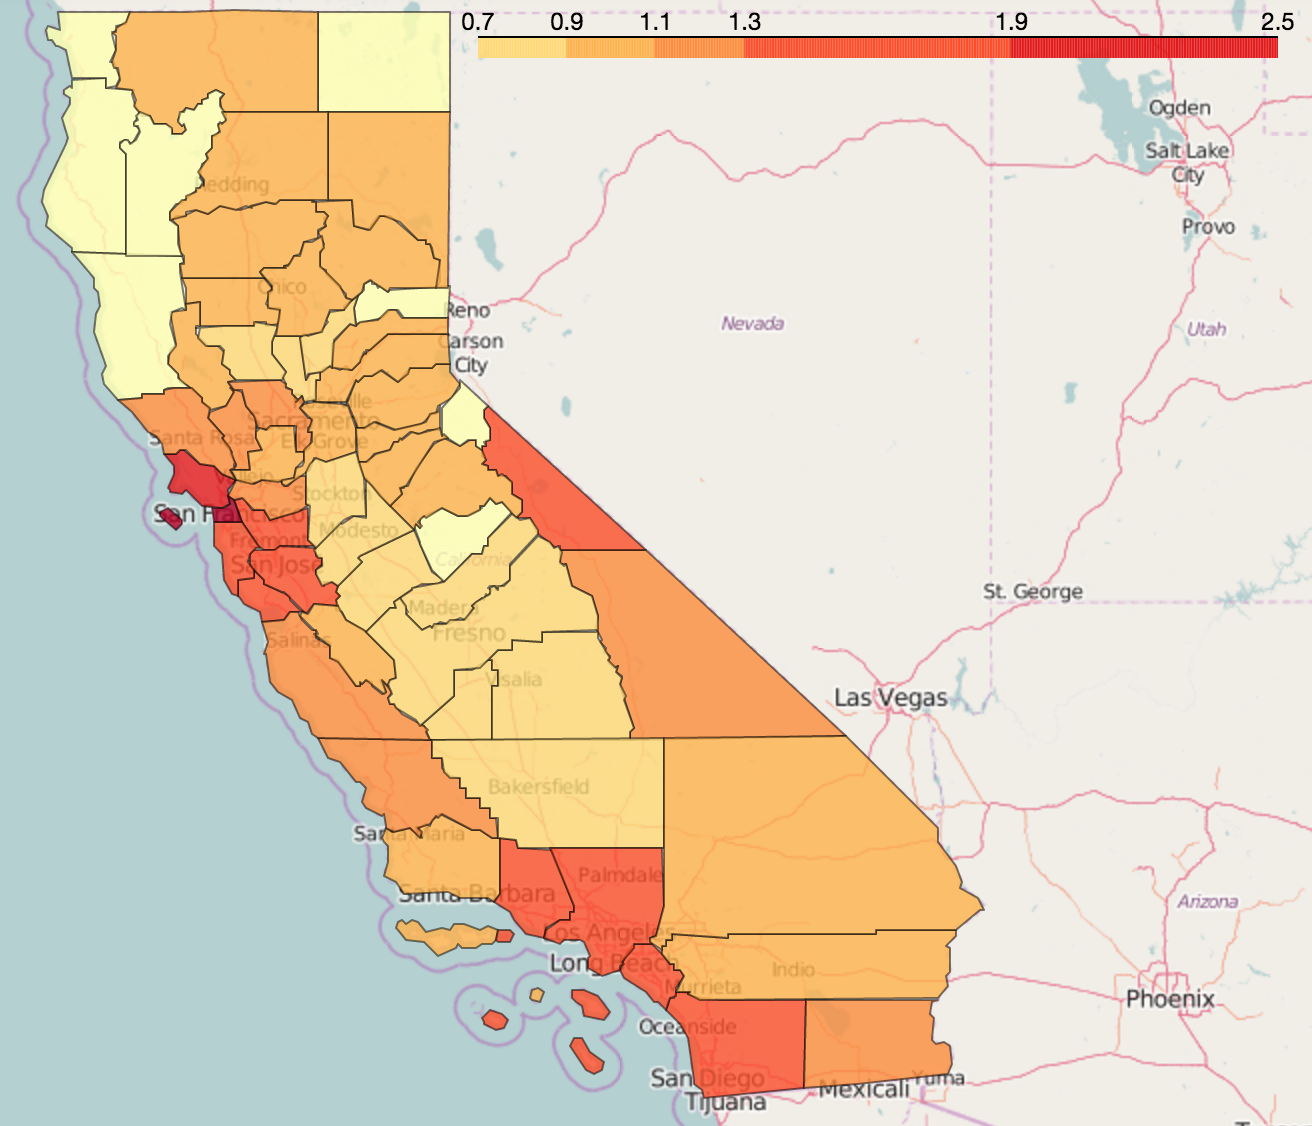 0.7 0.9 1.1 1.3 1.9 2.5
Ogden
Salt Lake
City
Provo
Redding
Chico
Reno
Nevada
Utah
Carson
City
Roseville
Sacramento
Santa Rosa Elk Grove
Vallejo
Stockton
San Francisco
Modesto
Fremont
San Jose
California
St. George
Madera
Salinas
Fresno
Visalia
Las Vegas
Bakersfield
Santa Maria
Palmdale
Santa Barbara
Arizona
Los Angeles
Long Beach
Indio
Murrieta
Phoenix
Oceanside
San Diego
Mexicali Yuma
Tijuana